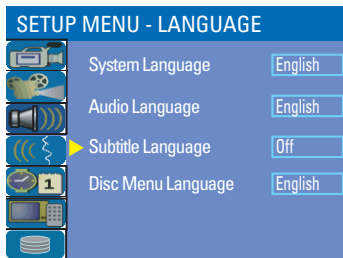 SETUP MENU - LANGUAGE
System Language English
Audio Language English
Subtitle Language Off
1
Disc Menu Language English